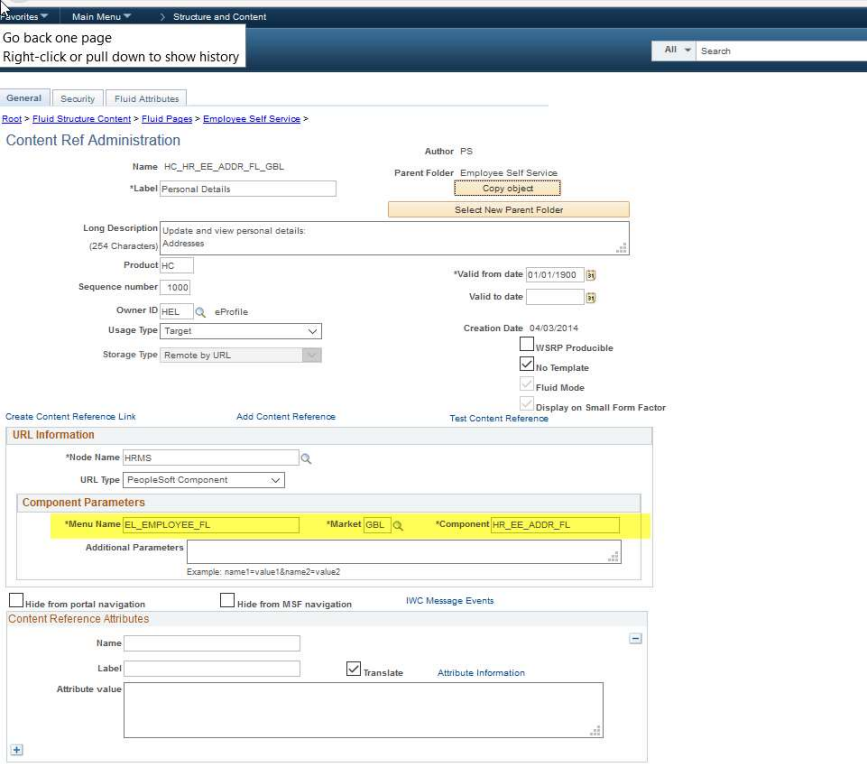 Favorites Main Menu > Structure and Content
Go back one page
Right-click or pull down to show history
All Search
General Security Fluid Attributes
Root > Fluid Structure Content > Fluid Pages > Employee Self Service >
Content Ref Administration
Author PS
Name HC_HR_EE_ADDR_FL_GBL
Parent Folder Employee Self Service
*Label Personal Details
Copy object
Select New Parent Folder
Long Description Update and view personal details:
(254 Characters) Addresses
Product HC
*Valid from date 01/01/1900
Sequence number 1000
Valid to date
Owner ID HEL eProfile
Usage Type Target
Creation Date 04/03/2014
WSRP Producible
Storage Type Remote by URL
No Template
Fluid Mode
Display on Small Form Factor
Create Content Reference Link Add Content Reference Test Content Reference
URL Information
*Node Name HRMS
URL Type PeopleSoft Component
Component Parameters
*Menu Name EL_EMPLOYEE_FL *Market GBL *Component HR_EE_ADDR_FL
Additional Parameters
Example: name1=value1&name2=value2
Hide from portal navigation Hide from MSF navigation IWC Message Events
Content Reference Attributes
Name
Label Translate Attribute Information
Attribute value